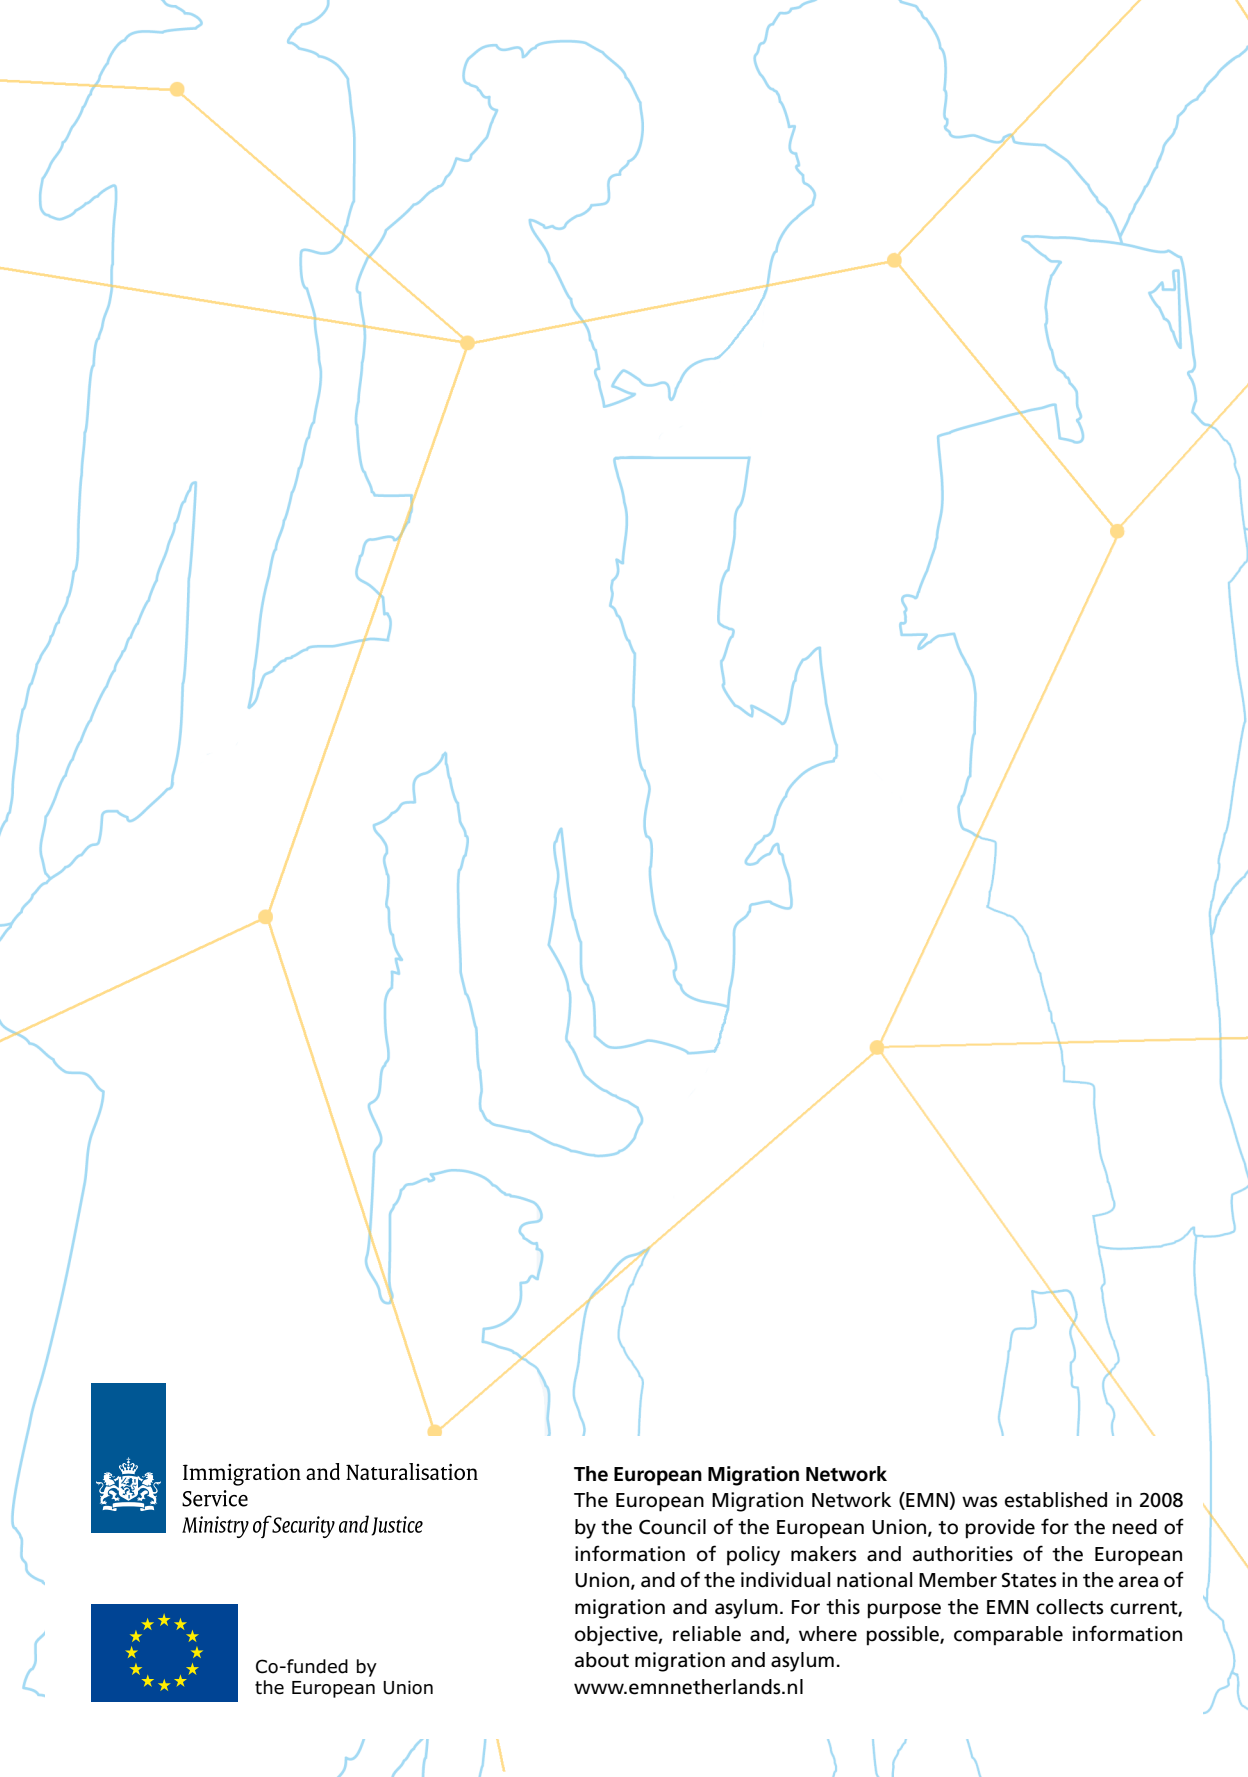 Immigration and Naturalisation
Service
Ministry of Security and Justice
Co-funded by
the European Union
The European Migration Network
The European Migration Network (EMN) was established in 2008
by the Council of the European Union, to provide for the need of
information of policy makers and authorities of the European
Union, and of the individual national Member States in the area of
migration and asylum. For this purpose the EMN collects current,
objective, reliable and, where possible, comparable information
about migration and asylum.
www.emnnetherlands.nl